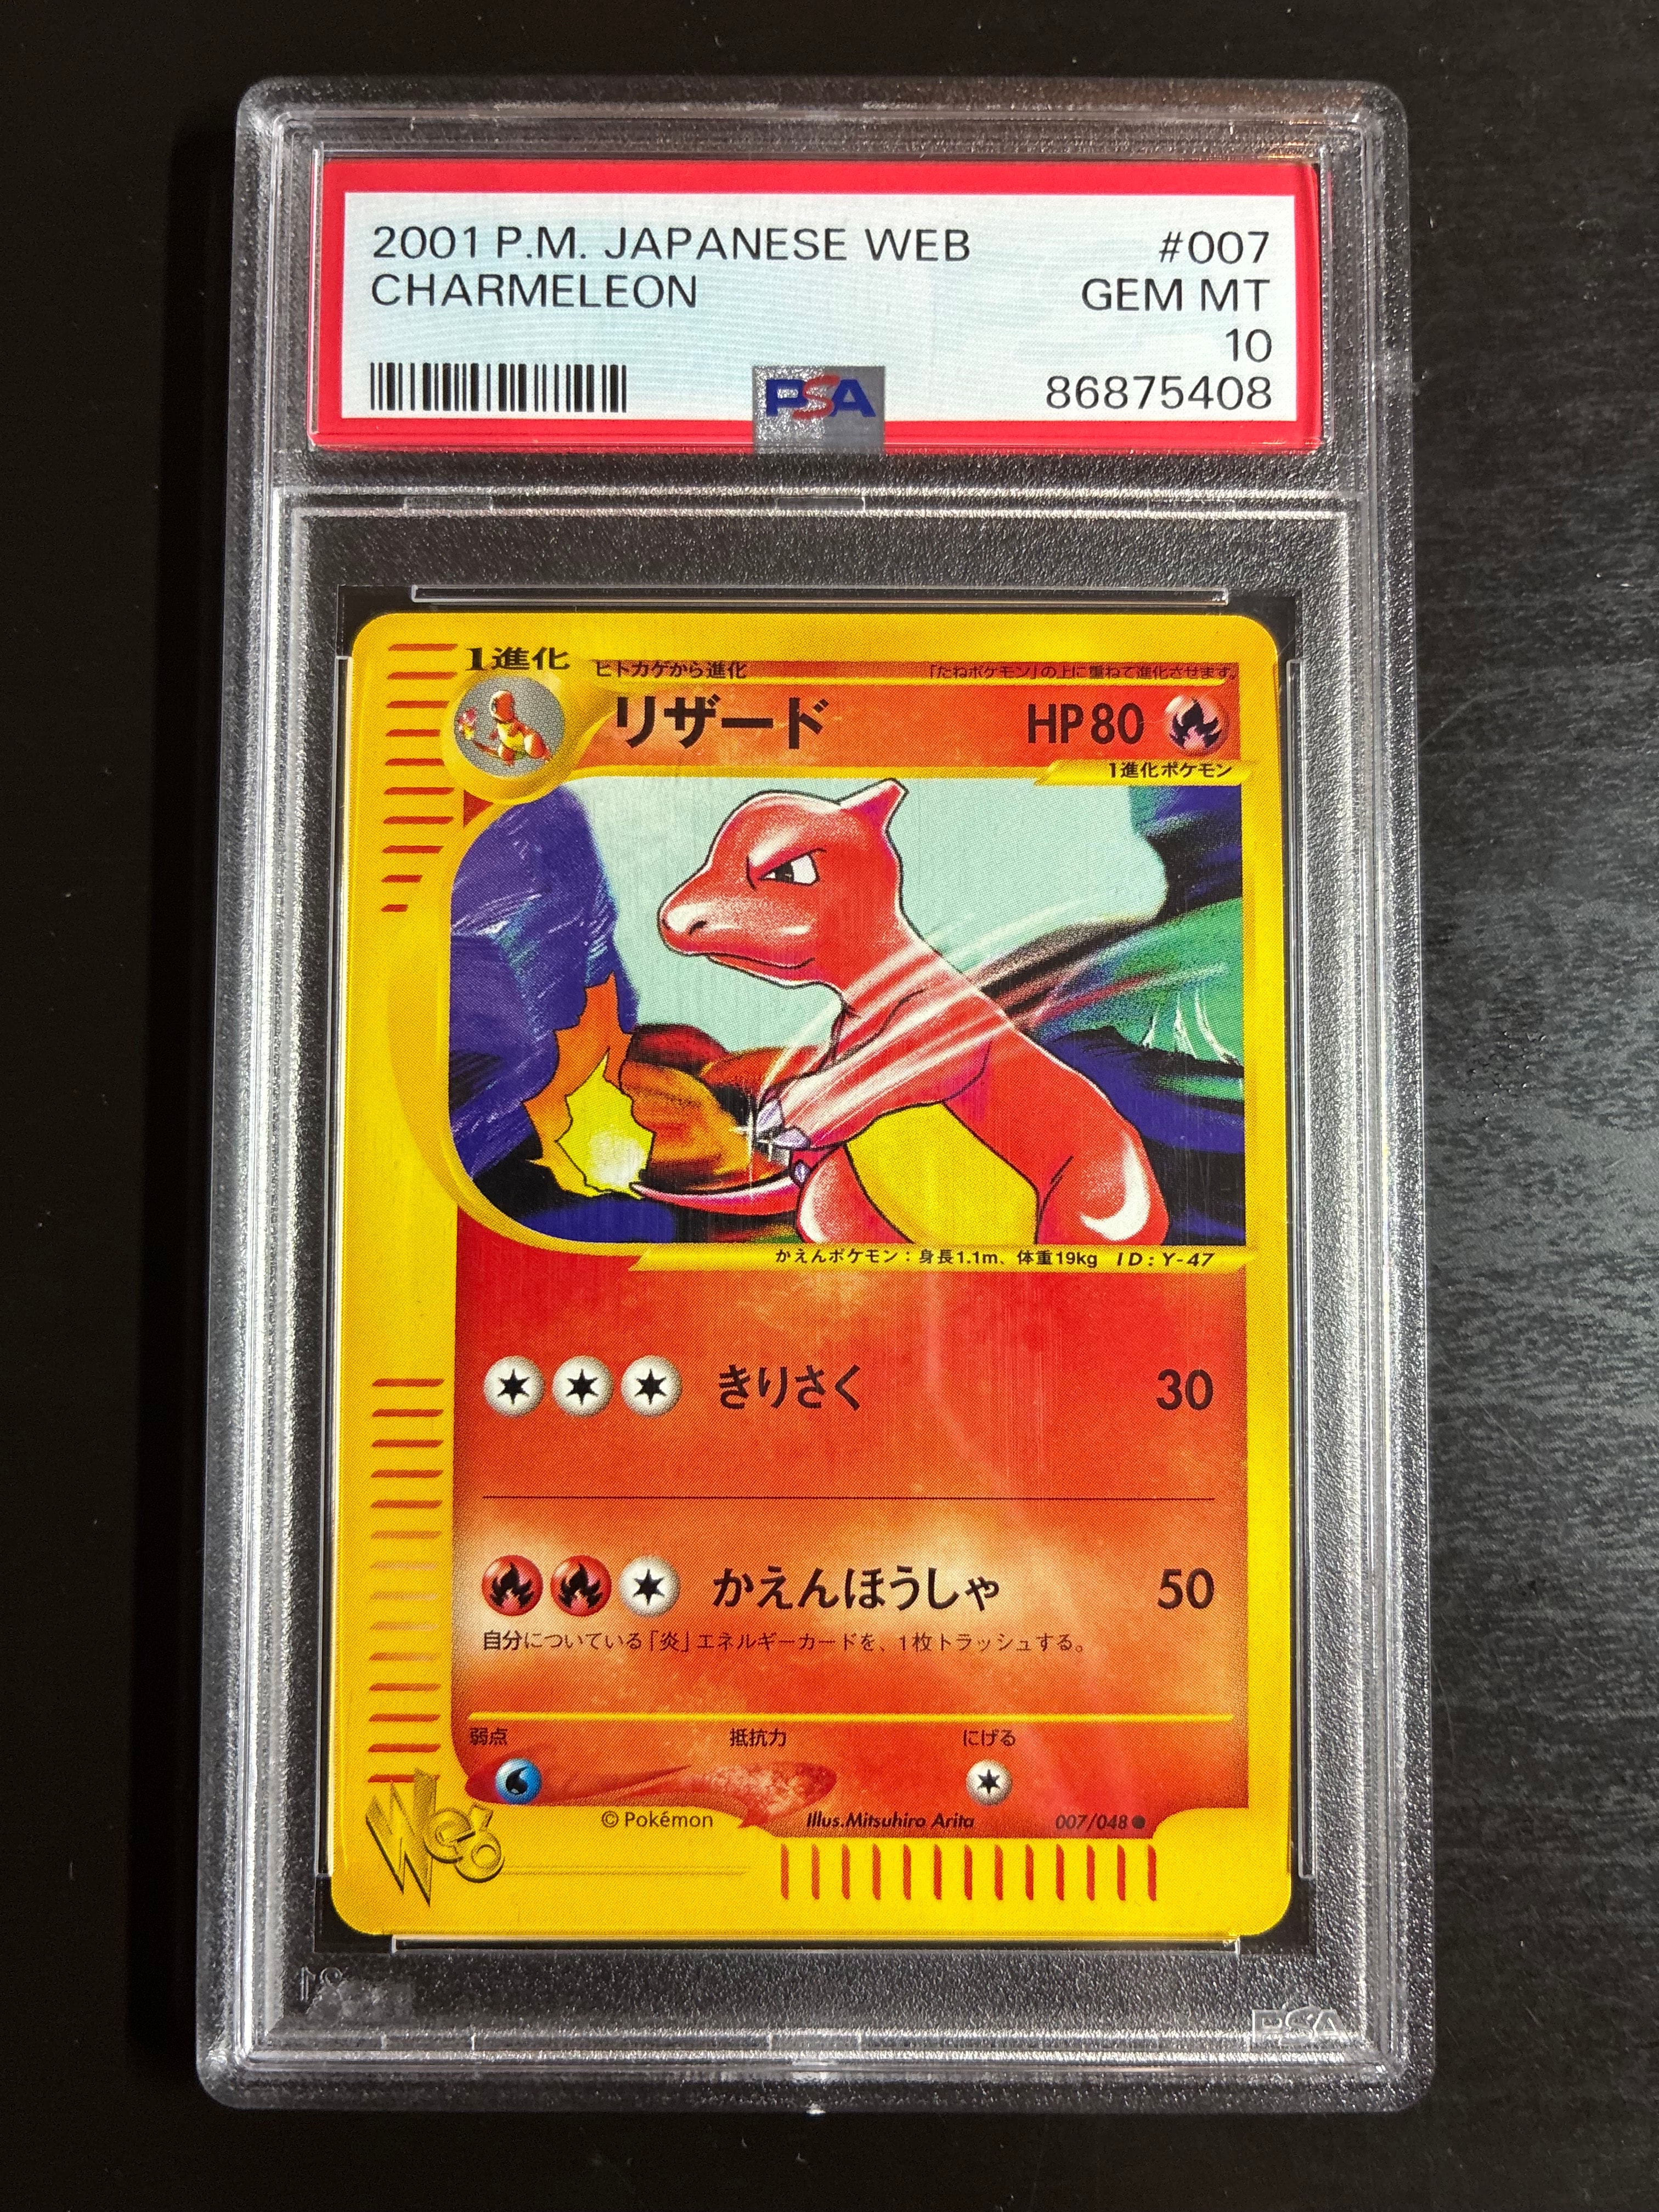 2001 P.M. JAPANESE WEB #007
CHARMELEON GEM MT
10
PSA 86875408
1進化 ヒトカゲから進化 「たねポケモン」の上に重ねて進化させます。
リザード HP80
1進化ポケモン
かえんポケモン：身長1.1m、体重19kg ID:Y-47
きりさく 30
かえんほうしゃ 50
自分についている「炎」エネルギーカードを、1枚トラッシュする。
弱点 抵抗力 にげる
Web
© Pokémon Illus.Mitsuhiro Arita 007/048●
PSA